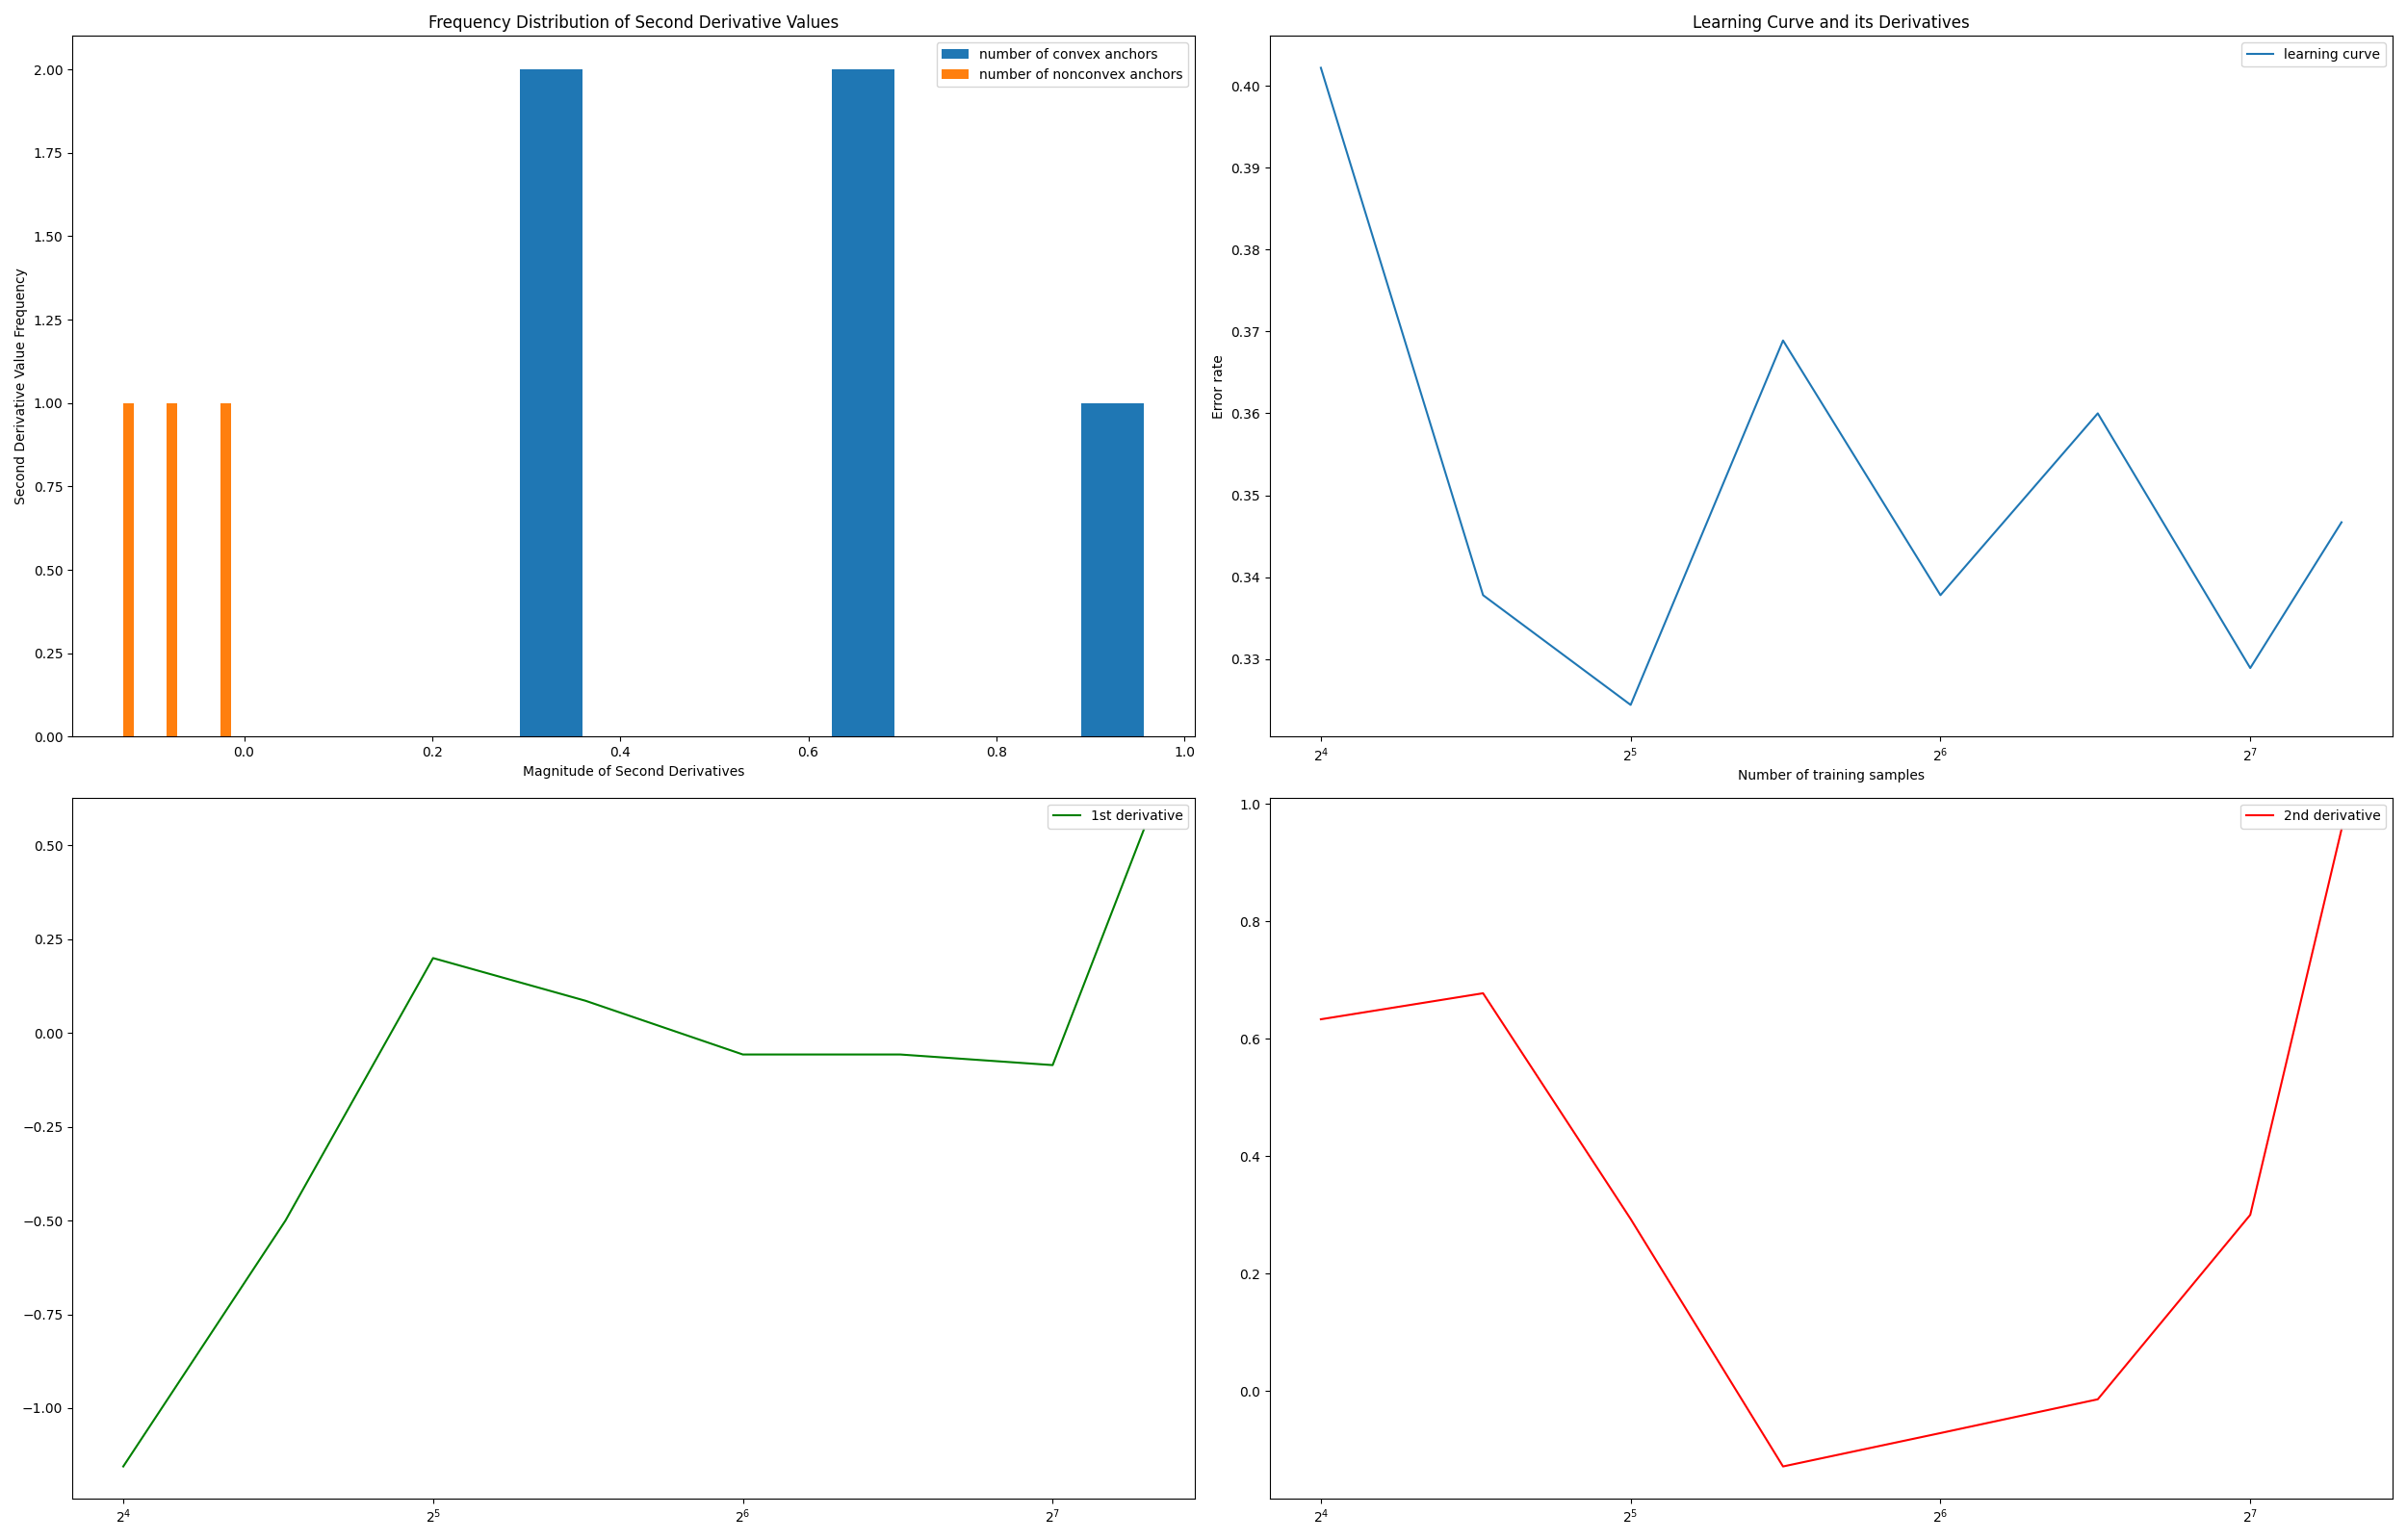 Frequency Distribution of Second Derivative Values
number of convex anchors
number of nonconvex anchors
Second Derivative Value Frequency
2.00
1.75
1.50
1.25
1.00
0.75
0.50
0.25
0.00
0.0 0.2 0.4 0.6 0.8 1.0
Magnitude of Second Derivatives
Learning Curve and its Derivatives
learning curve
Error rate
0.40
0.39
0.38
0.37
0.36
0.35
0.34
0.33
2⁴ 2⁵ 2⁶ 2⁷
Number of training samples
1st derivative
0.50
0.25
0.00
−0.25
−0.50
−0.75
−1.00
2⁴ 2⁵ 2⁶ 2⁷
2nd derivative
1.0
0.8
0.6
0.4
0.2
0.0
2⁴ 2⁵ 2⁶ 2⁷